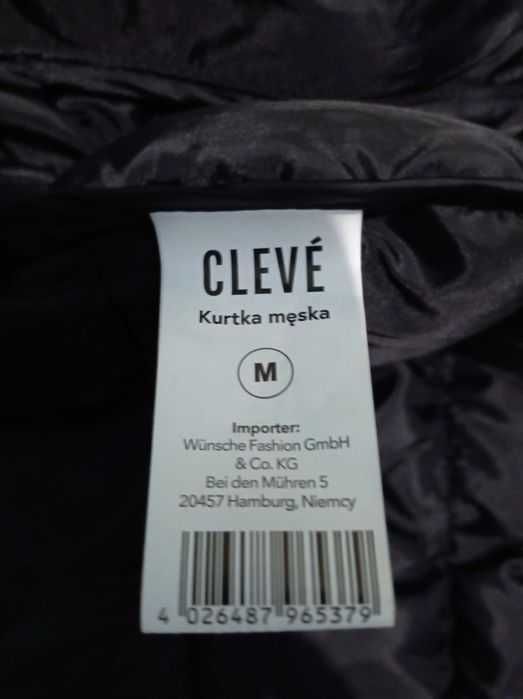 CLEVÉ
Kurtka męska
M
Importer:
Wünsche Fashion GmbH
& Co. KG
Bei den Mühren 5
20457 Hamburg, Niemcy
4 026487 965379